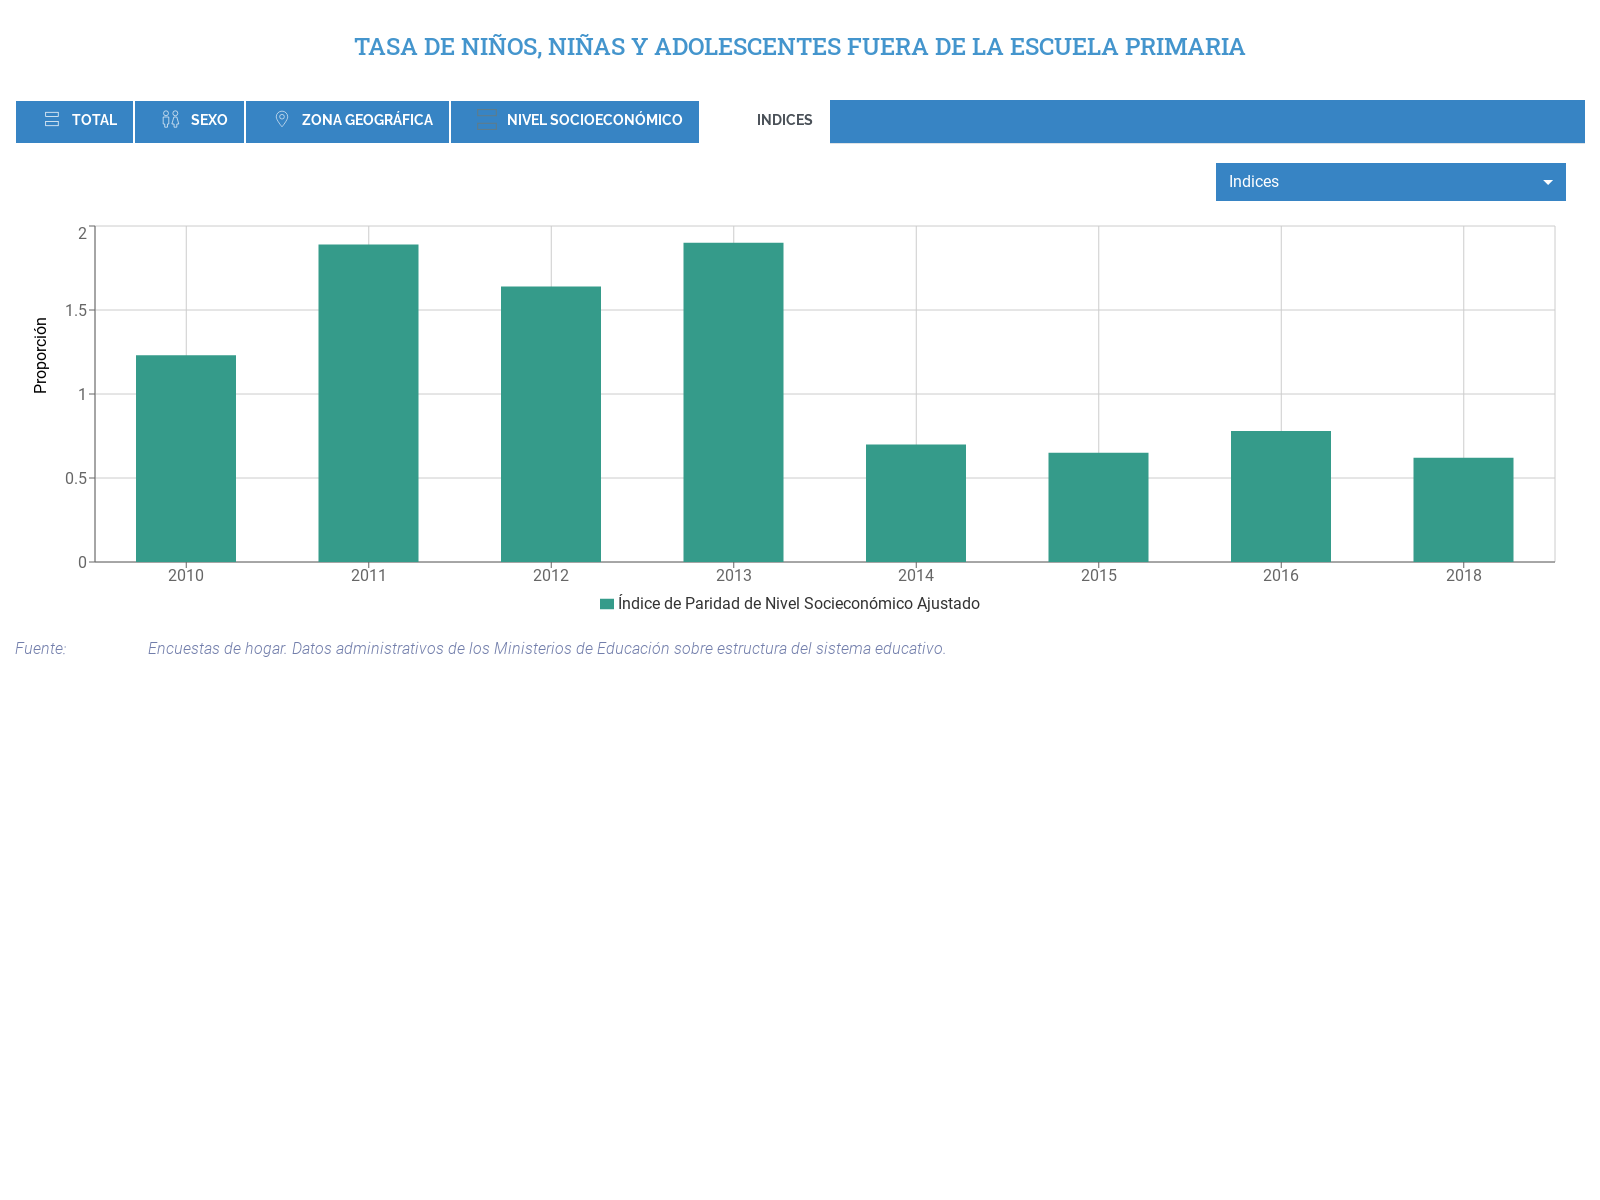 TASA DE NIÑOS, NIÑAS Y ADOLESCENTES FUERA DE LA ESCUELA PRIMARIA
TOTAL SEXO ZONA GEOGRÁFICA NIVEL SOCIOECONÓMICO INDICES
Indices
Proporción
2
1.5
1
0.5
0
2010 2011 2012 2013 2014 2015 2016 2018
Índice de Paridad de Nivel Socieconómico Ajustado
Fuente: Encuestas de hogar. Datos administrativos de los Ministerios de Educación sobre estructura del sistema educativo.